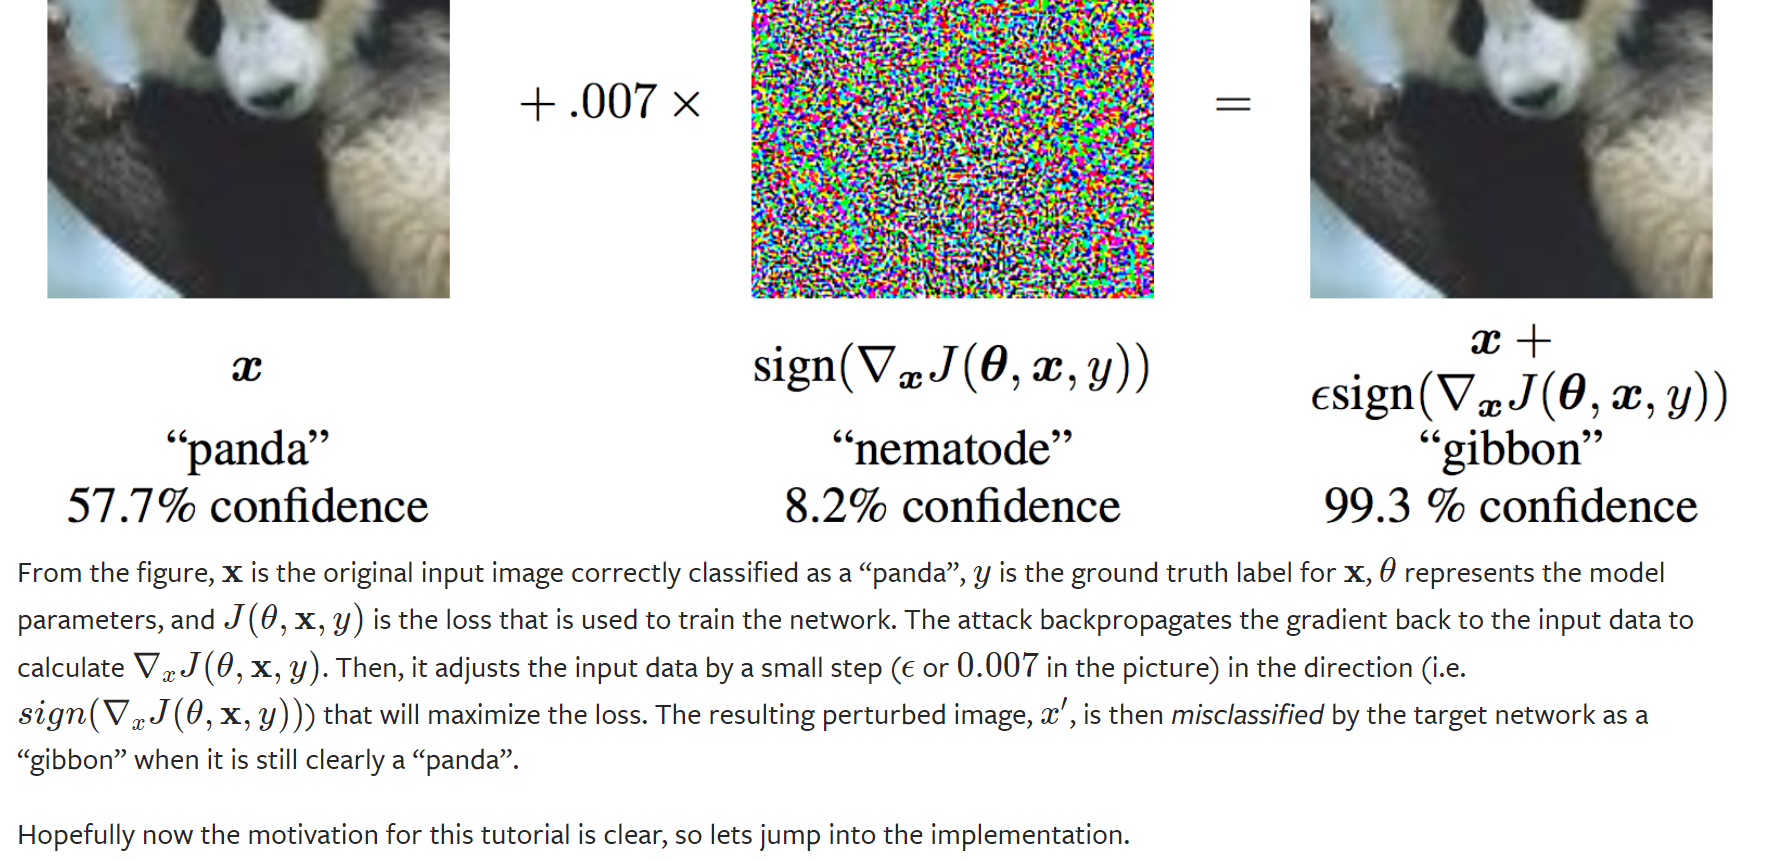 + .007 ×
=
x
sign(∇ₓJ(θ, x, y))
x +
ϵsign(∇ₓJ(θ, x, y))
“panda”
“nematode”
“gibbon”
57.7% confidence
8.2% confidence
99.3 % confidence
From the figure, x is the original input image correctly classified as a “panda”, y is the ground truth label for x, θ represents the model
parameters, and J(θ, x, y) is the loss that is used to train the network. The attack backpropagates the gradient back to the input data to
calculate ∇ₓJ(θ, x, y). Then, it adjusts the input data by a small step (ϵ or 0.007 in the picture) in the direction (i.e.
sign(∇ₓJ(θ, x, y))) that will maximize the loss. The resulting perturbed image, x′, is then misclassified by the target network as a
“gibbon” when it is still clearly a “panda”.
Hopefully now the motivation for this tutorial is clear, so lets jump into the implementation.